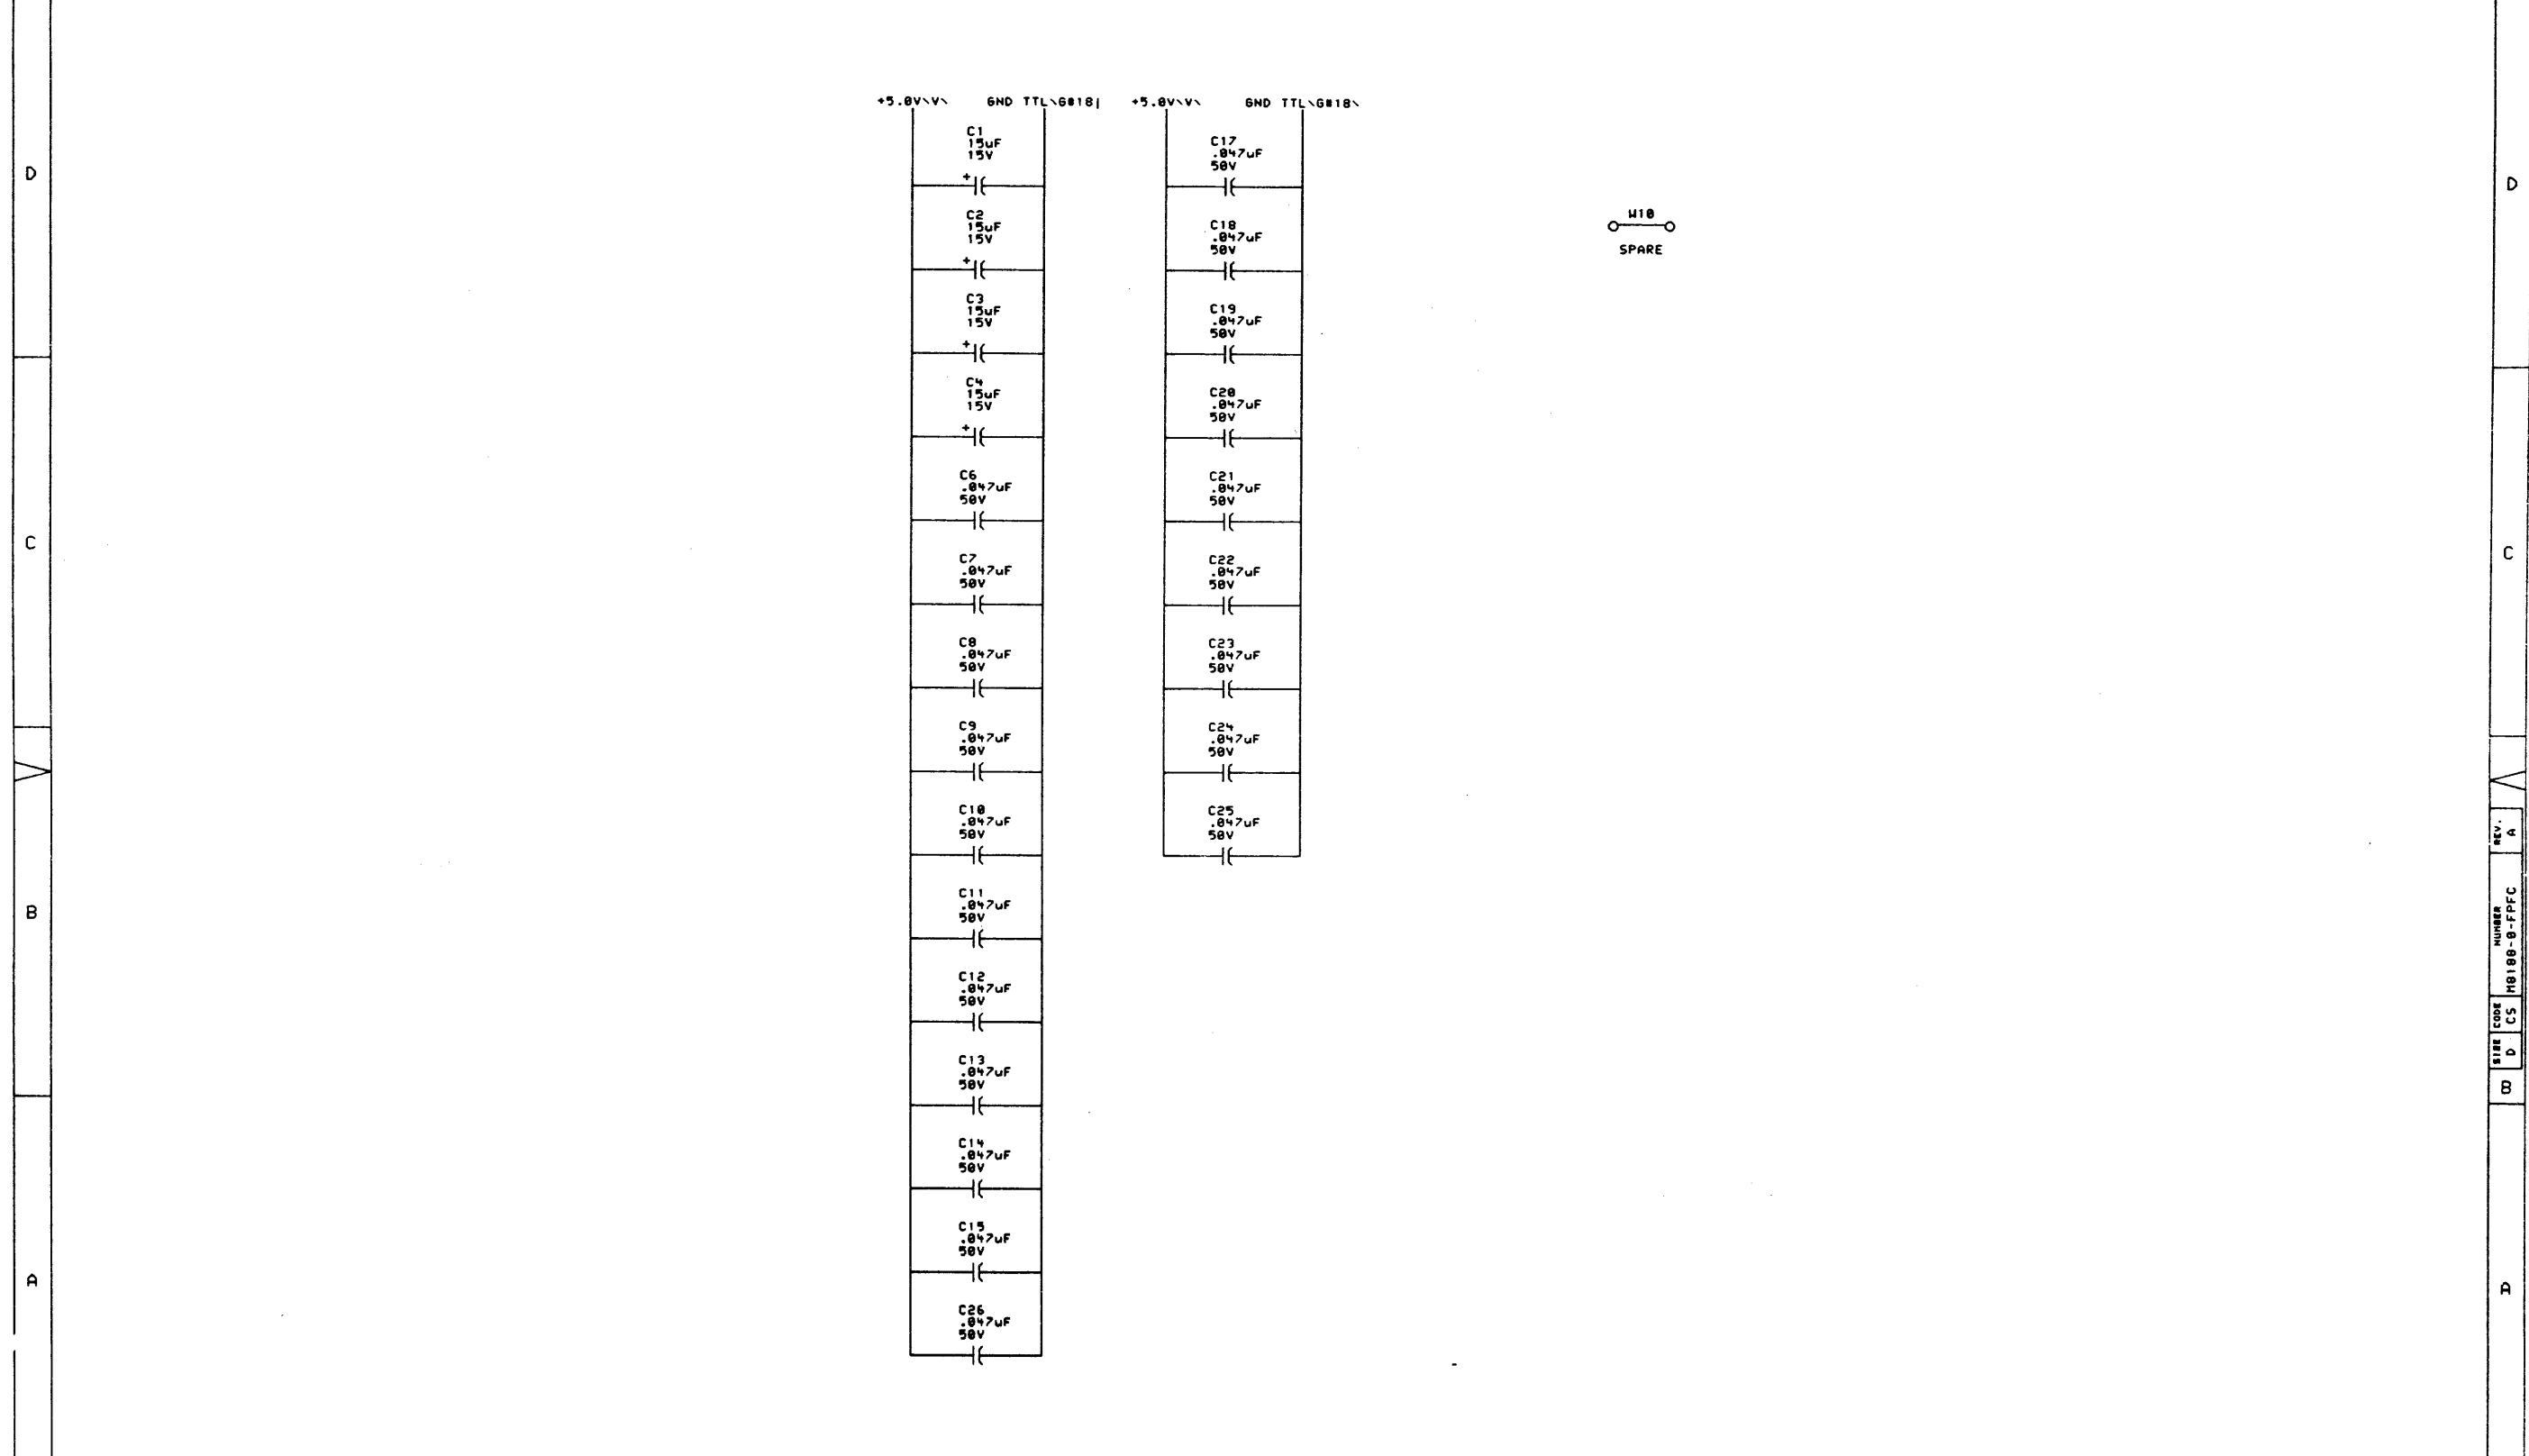 +5.0V\V\ GND TTL\G#18| +5.0V\V\ GND TTL\G#18\
C1
15uF
15V
+
C2
15uF
15V
+
C3
15uF
15V
+
C4
15uF
15V
+
C6
.047uF
50V
C7
.047uF
50V
C8
.047uF
50V
C9
.047uF
50V
C10
.047uF
50V
C11
.047uF
50V
C12
.047uF
50V
C13
.047uF
50V
C14
.047uF
50V
C15
.047uF
50V
C26
.047uF
50V
C17
.047uF
50V
C18
.047uF
50V
C19
.047uF
50V
C20
.047uF
50V
C21
.047uF
50V
C22
.047uF
50V
C23
.047uF
50V
C24
.047uF
50V
C25
.047uF
50V
W10
SPARE
D
C
B
A
D
C
B
A
SIZE
D
CODE
CS
NUMBER
M8188-0-FPFC
REV.
A